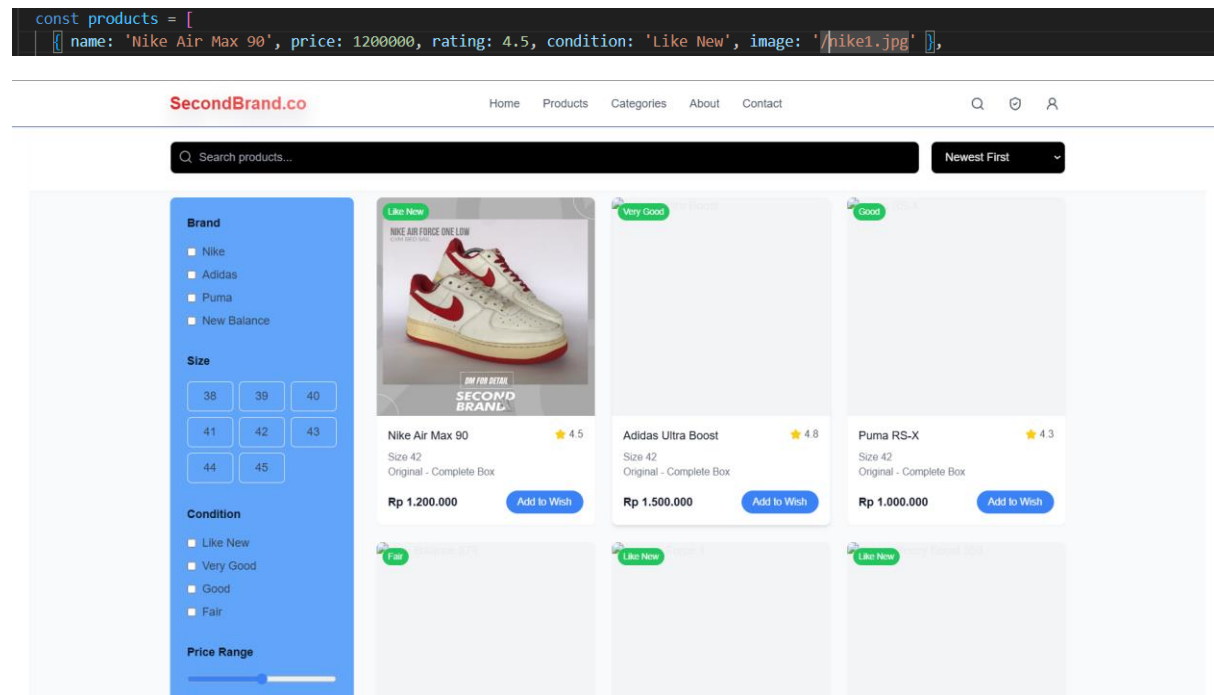 const products = [
{ name: 'Nike Air Max 90', price: 1200000, rating: 4.5, condition: 'Like New', image: '/nike1.jpg' },
SecondBrand.co
Home Products Categories About Contact
Search products...
Newest First
Brand
Nike
Adidas
Puma
New Balance
Size
38 39 40
41 42 43
44 45
Condition
Like New
Very Good
Good
Fair
Price Range
Like New
NIKE AIR FORCE ONE LOW
DM FOR DETAIL
SECOND
BRAND
Nike Air Max 90 4.5
Size 42
Original - Complete Box
Rp 1.200.000 Add to Wish
Very Good
Adidas Ultra Boost 4.8
Size 42
Original - Complete Box
Rp 1.500.000 Add to Wish
Good
Puma RS-X 4.3
Size 42
Original - Complete Box
Rp 1.000.000 Add to Wish
Fair
Like New
Like New